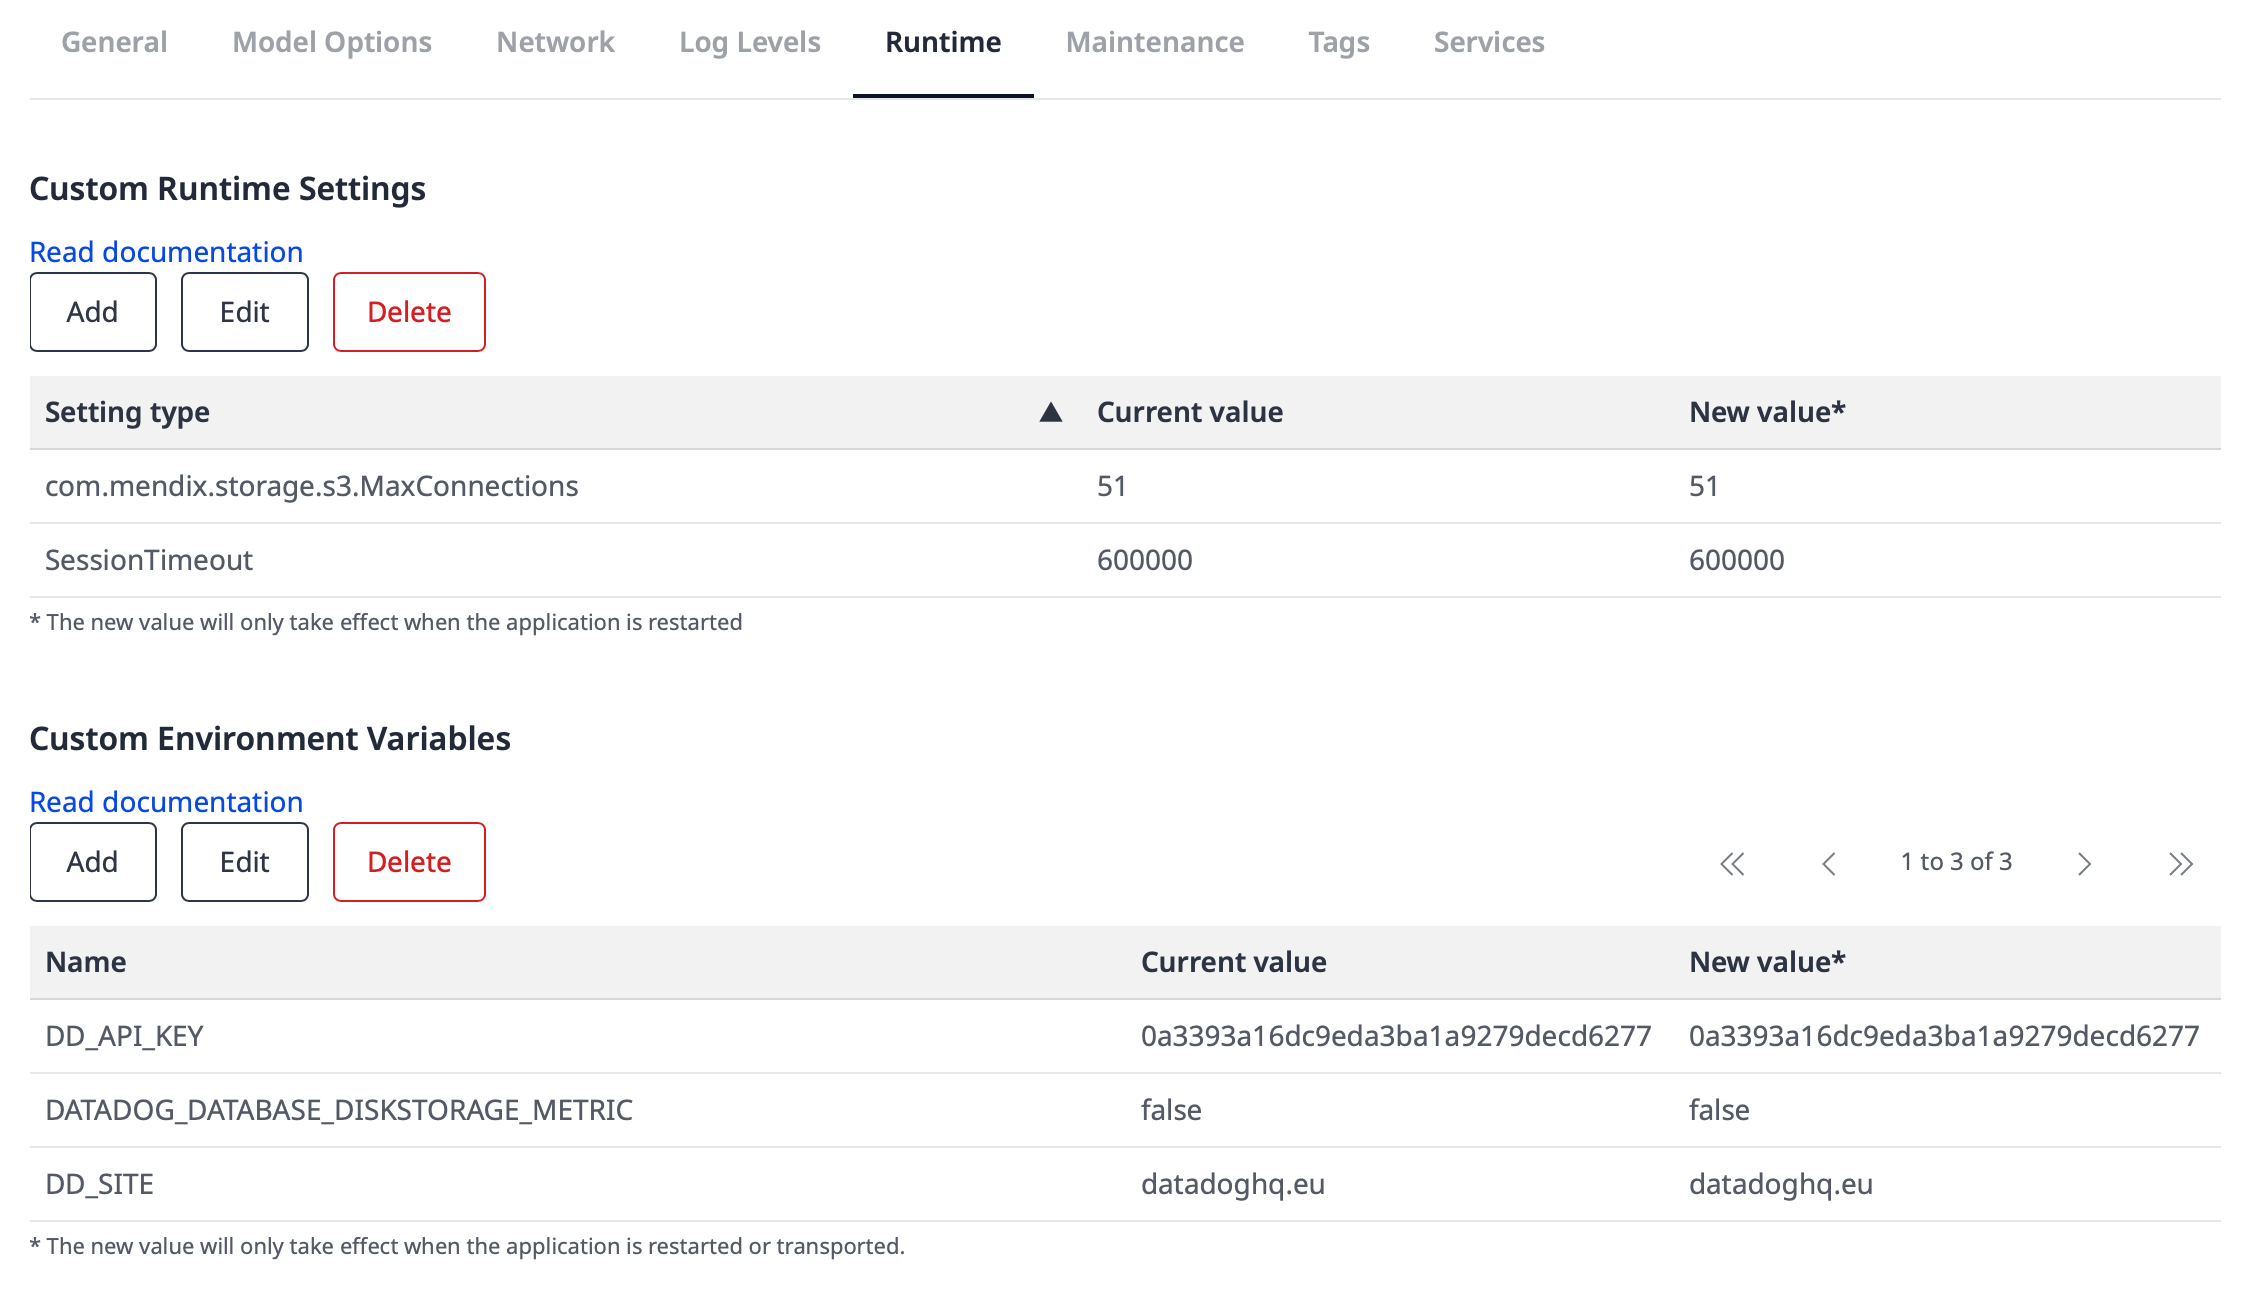 General Model Options Network Log Levels Runtime Maintenance Tags Services
Custom Runtime Settings
Read documentation
Add Edit Delete
Setting type ▲ Current value New value*
com.mendix.storage.s3.MaxConnections 51 51
SessionTimeout 600000 600000
* The new value will only take effect when the application is restarted
Custom Environment Variables
Read documentation
Add Edit Delete 1 to 3 of 3
Name Current value New value*
DD_API_KEY 0a3393a16dc9eda3ba1a9279decd6277 0a3393a16dc9eda3ba1a9279decd6277
DATADOG_DATABASE_DISKSTORAGE_METRIC false false
DD_SITE datadoghq.eu datadoghq.eu
* The new value will only take effect when the application is restarted or transported.